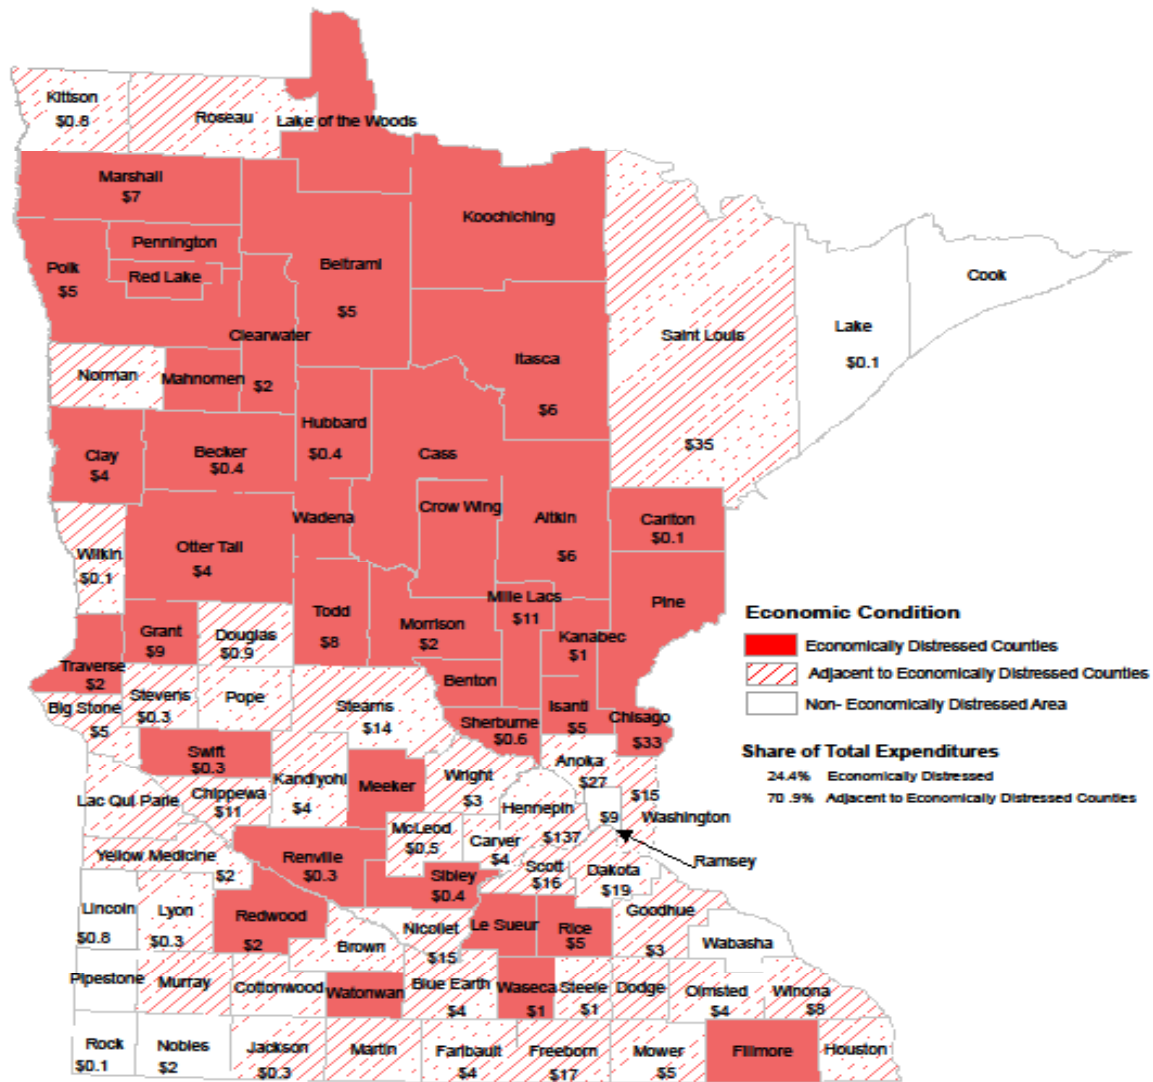 Kittson
$0.8
Roseau
Lake of the Woods
Marshall
$7
Koochiching
Pennington
Polk
$5
Red Lake
Beltrami
$5
Cook
Clearwater
Saint Louis
$35
Lake
$0.1
Itasca
$6
Norman
Mahnomen
$2
Hubbard
$0.4
Clay
$4
Becker
$0.4
Cass
Crow Wing
Wadena
Aitkin
$6
Carlton
$0.1
Otter Tail
$4
Wilkin
$0.1
Mille Lacs
$11
Pine
Todd
$8
Morrison
$2
Grant
$9
Douglas
$0.9
Kanabec
$1
Traverse
$2
Benton
Stevens
$0.3
Pope
Big Stone
$5
Stearns
$14
Isanti
$5
Chisago
$33
Sherburne
$0.6
Swift
$0.3
Anoka
$27
Kandiyohi
$4
Meeker
Wright
$3
Lac Qui Parle
Chippewa
$11
Hennepin
$137
$15
Washington
$9
Ramsey
McLeod
$0.5
Carver
$4
Yellow Medicine
$2
Renville
$0.3
Scott
$16
Dakota
$19
Sibley
$0.4
Lincoln
$0.8
Lyon
$0.3
Redwood
$2
Nicollet
$15
Le Sueur
Rice
$5
Goodhue
$3
Brown
Wabasha
Pipestone
Murray
Cottonwood
Watonwan
Blue Earth
$4
Waseca
$1
Steele
$1
Dodge
Olmsted
$4
Winona
$8
Rock
$0.1
Nobles
$2
Jackson
$0.3
Martin
Faribault
$4
Freeborn
$17
Mower
$5
Fillmore
Houston
Economic Condition
Economically Distressed Counties
Adjacent to Economically Distressed Counties
Non- Economically Distressed Area
Share of Total Expenditures
24.4% Economically Distressed
70.9% Adjacent to Economically Distressed Counties